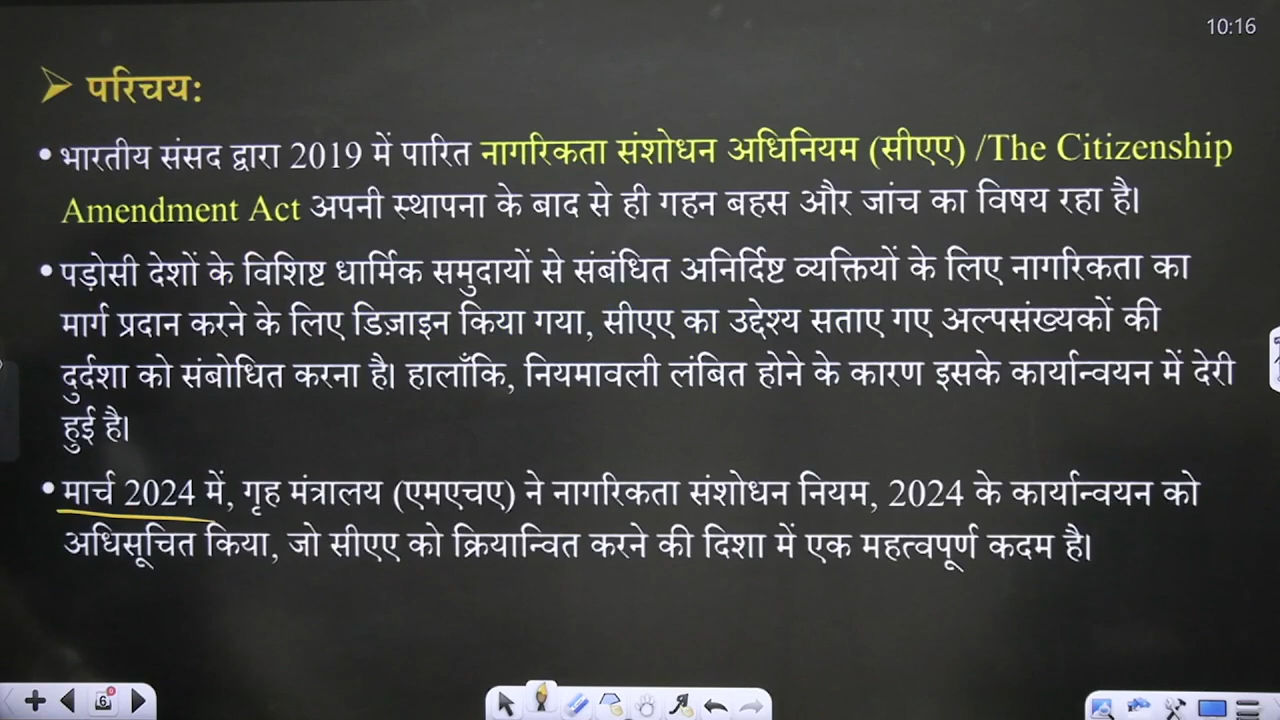 10:16
परिचय:
• भारतीय संसद द्वारा 2019 में पारित नागरिकता संशोधन अधिनियम (सीएए) /The Citizenship
Amendment Act अपनी स्थापना के बाद से ही गहन बहस और जांच का विषय रहा है।
• पड़ोसी देशों के विशिष्ट धार्मिक समुदायों से संबंधित अनिर्दिष्ट व्यक्तियों के लिए नागरिकता का
मार्ग प्रदान करने के लिए डिज़ाइन किया गया, सीएए का उद्देश्य सताए गए अल्पसंख्यकों की
दुर्दशा को संबोधित करना है। हालाँकि, नियमावली लंबित होने के कारण इसके कार्यान्वयन में देरी
हुई है।
• मार्च 2024 में, गृह मंत्रालय (एमएचए) ने नागरिकता संशोधन नियम, 2024 के कार्यान्वयन को
अधिसूचित किया, जो सीएए को क्रियान्वित करने की दिशा में एक महत्वपूर्ण कदम है।
6